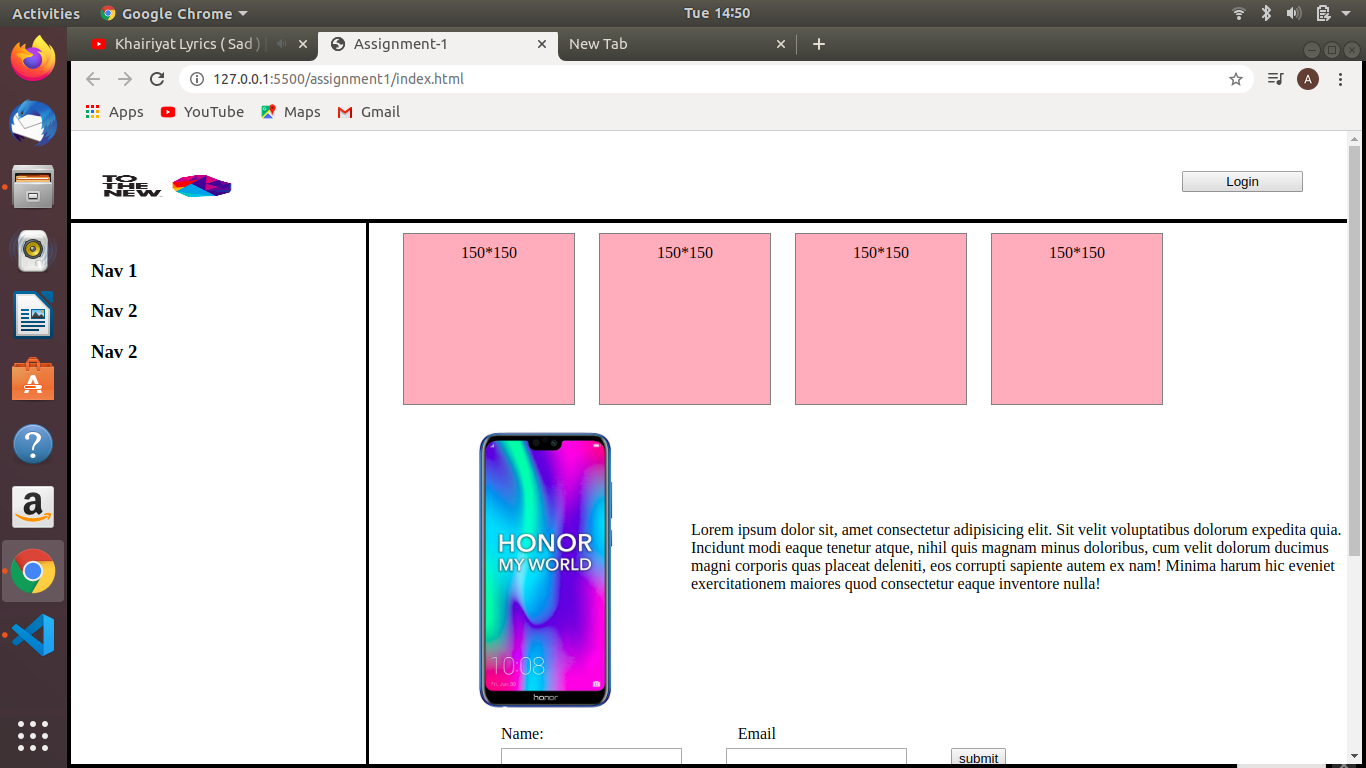 Activities Google Chrome Tue 14:50
Khairiyat Lyrics ( Sad ) Assignment-1 New Tab
127.0.0.1:5500/assignment1/index.html A
Apps YouTube Maps Gmail
TO
THE
NEW
Login
Nav 1
Nav 2
Nav 2
150*150 150*150 150*150 150*150
HONOR
MY WORLD
10:08
honor
Lorem ipsum dolor sit, amet consectetur adipisicing elit. Sit velit voluptatibus dolorum expedita quia.
Incidunt modi eaque tenetur atque, nihil quis magnam minus doloribus, cum velit dolorum ducimus
magni corporis quas placeat deleniti, eos corrupti sapiente autem ex nam! Minima harum hic eveniet
exercitationem maiores quod consectetur eaque inventore nulla!
Name: Email
submit